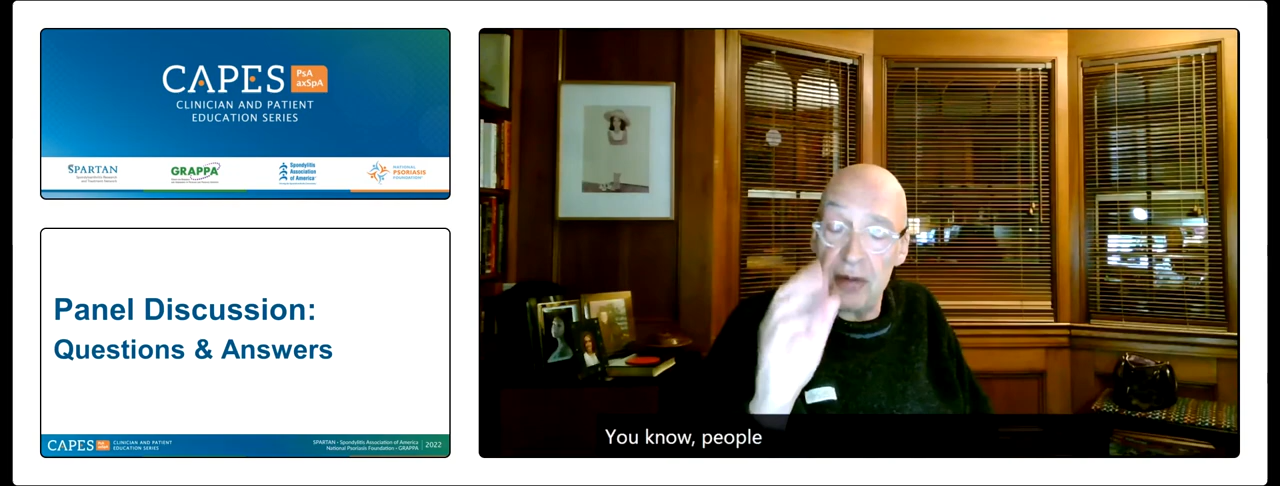 CAPES PsA
axSpA
CLINICIAN AND PATIENT
EDUCATION SERIES
SPARTAN
GRAPPA
Spondylitis
Association
of America
NATIONAL
PSORIASIS
FOUNDATION
Panel Discussion:
Questions & Answers
CAPES CLINICIAN AND PATIENT
EDUCATION SERIES
SPARTAN - Spondylitis Association of America
National Psoriasis Foundation - GRAPPA
2022
You know, people